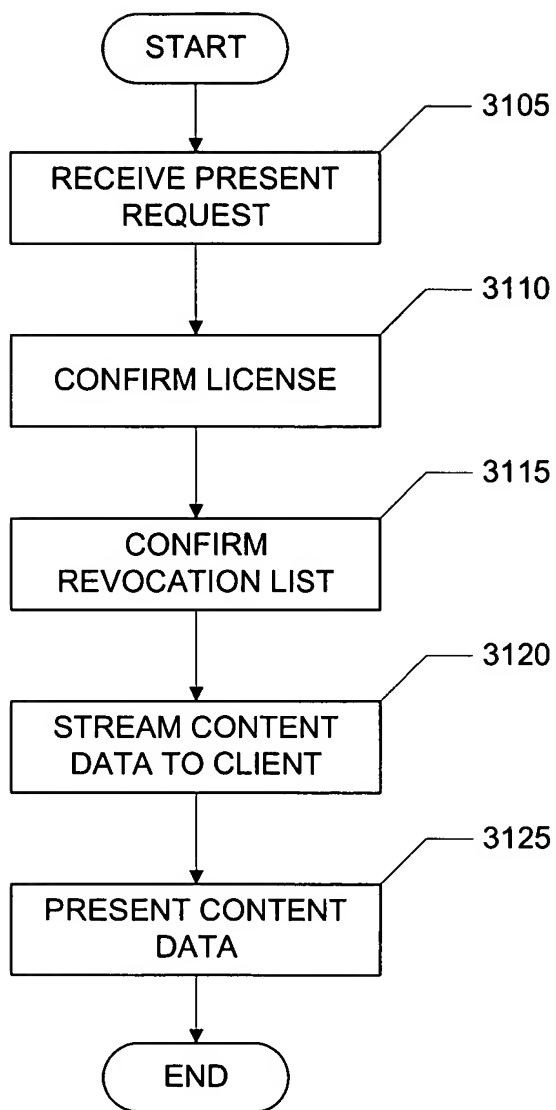 START
3105
RECEIVE PRESENT
REQUEST
3110
CONFIRM LICENSE
3115
CONFIRM
REVOCATION LIST
3120
STREAM CONTENT
DATA TO CLIENT
3125
PRESENT CONTENT
DATA
END